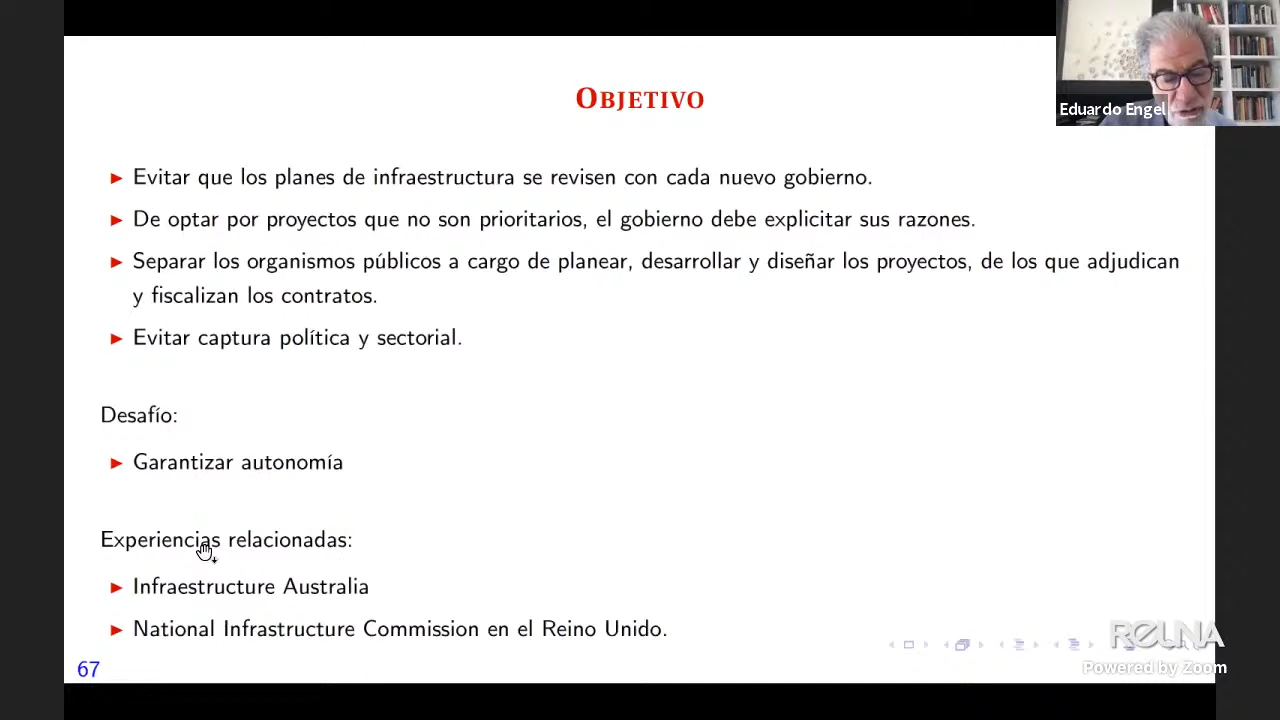 OBJETIVO
Eduardo Engel
Evitar que los planes de infraestructura se revisen con cada nuevo gobierno.
De optar por proyectos que no son prioritarios, el gobierno debe explicitar sus razones.
Separar los organismos públicos a cargo de planear, desarrollar y diseñar los proyectos, de los que adjudican
y fiscalizan los contratos.
Evitar captura política y sectorial.
Desafío:
Garantizar autonomía
Experiencias relacionadas:
Infraestructure Australia
National Infrastructure Commission en el Reino Unido.
REUNA
Powered by Zoom
67